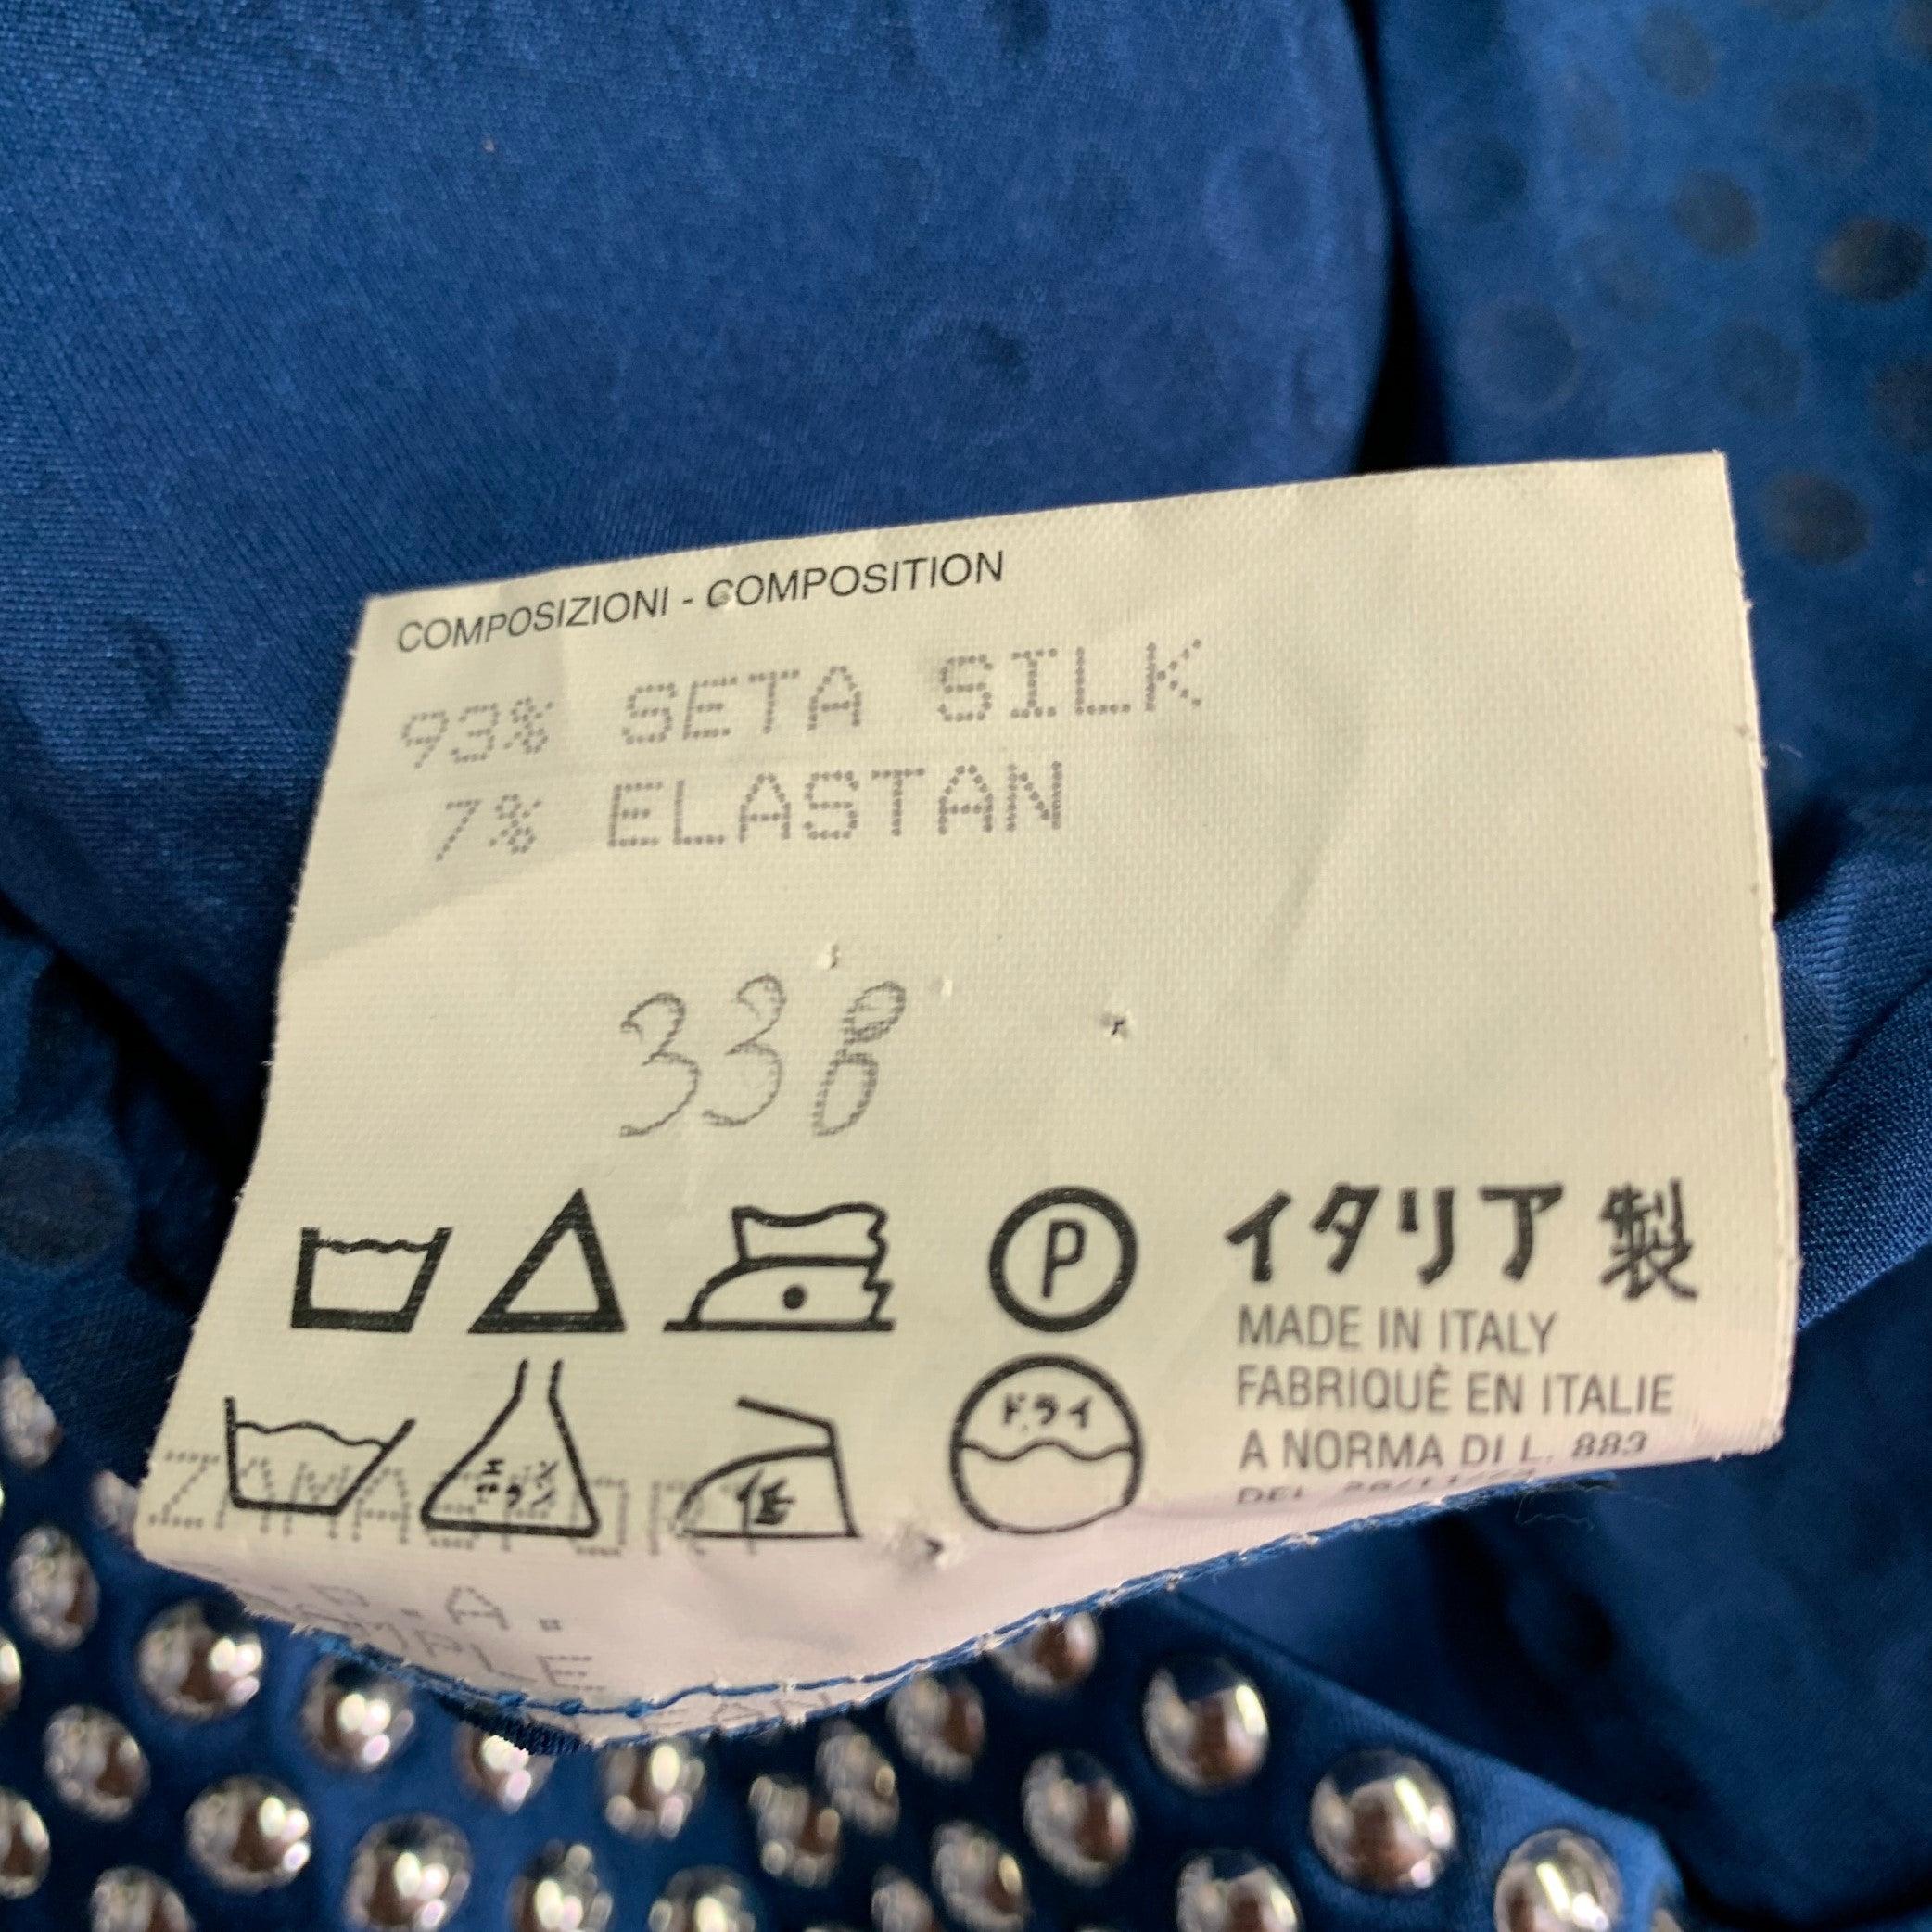 COMPOSIZIONI - COMPOSITION
93% SETA SILK
7% ELASTAN
338
P
イタリア製
MADE IN ITALY
FABRIQUÈ EN ITALIE
ドライ
低
A NORMA DI L. 883